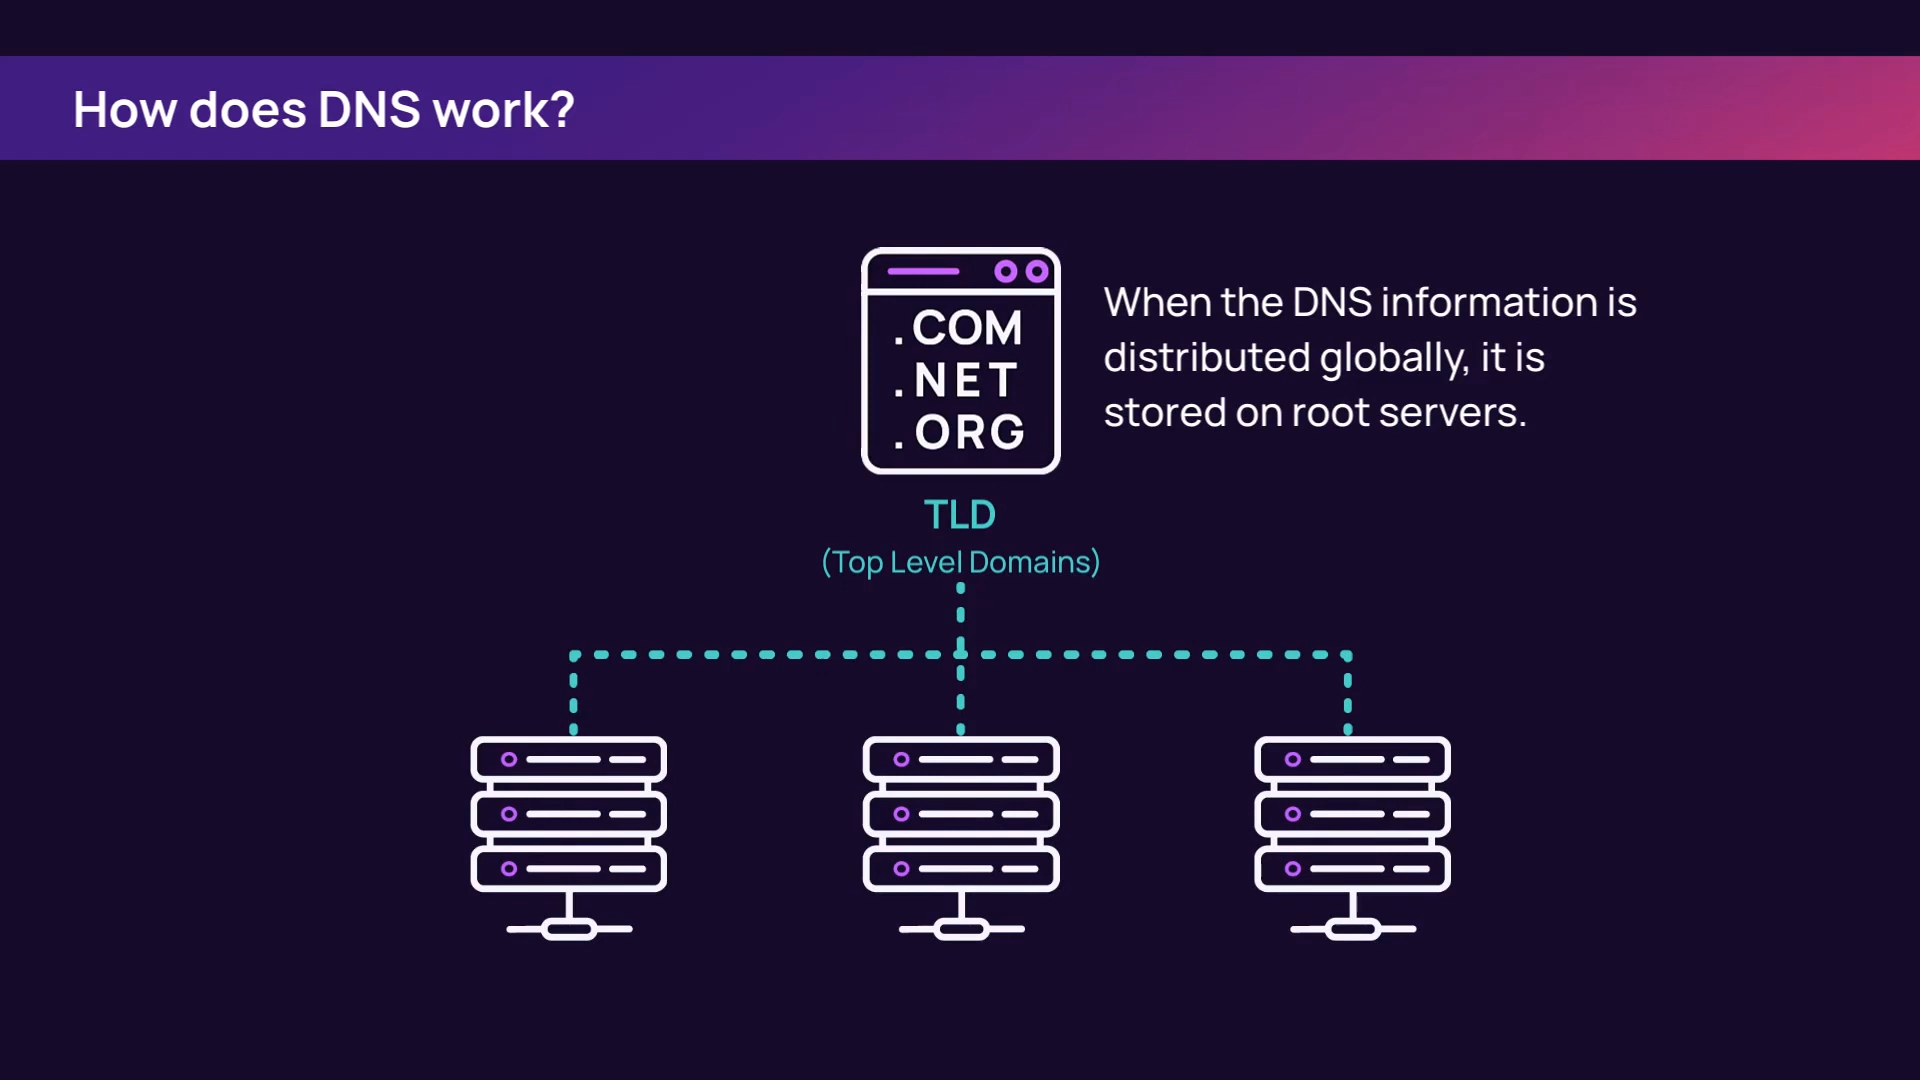 How does DNS work?
.COM
.NET
.ORG
When the DNS information is
distributed globally, it is
stored on root servers.
TLD
(Top Level Domains)